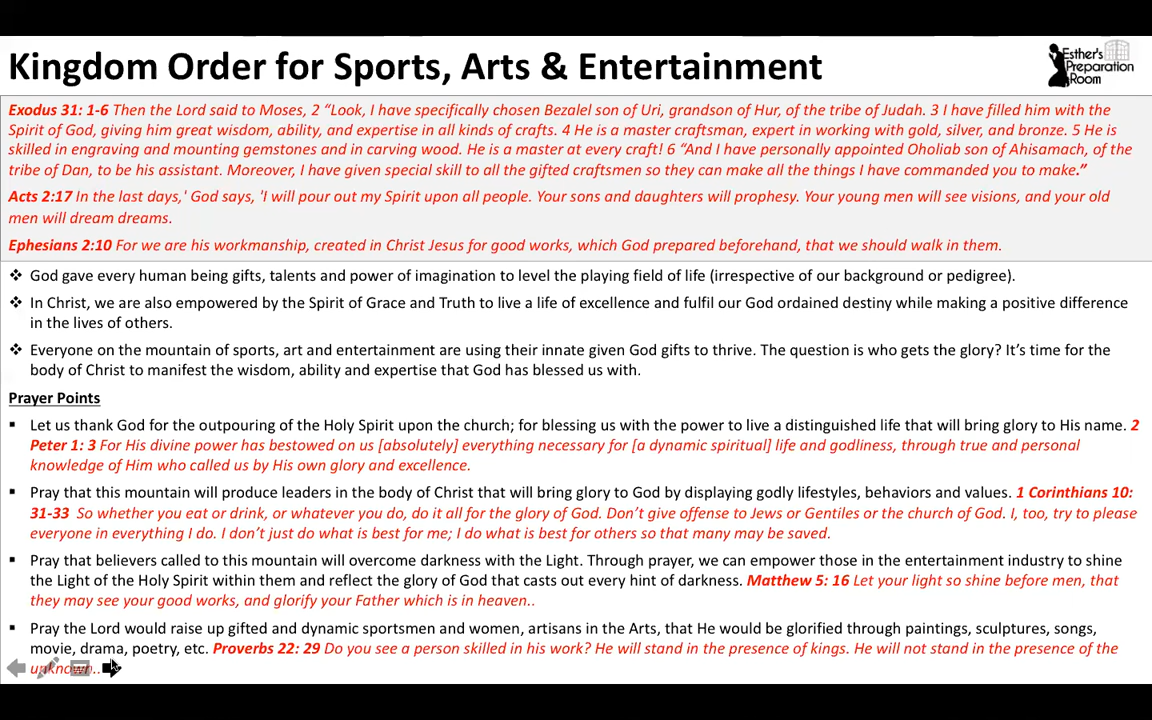 Kingdom Order for Sports, Arts & Entertainment
Esther's
Preparation
Room
Exodus 31: 1-6 Then the Lord said to Moses, 2 “Look, I have specifically chosen Bezalel son of Uri, grandson of Hur, of the tribe of Judah. 3 I have filled him with the
Spirit of God, giving him great wisdom, ability, and expertise in all kinds of crafts. 4 He is a master craftsman, expert in working with gold, silver, and bronze. 5 He is
skilled in engraving and mounting gemstones and in carving wood. He is a master at every craft! 6 “And I have personally appointed Oholiab son of Ahisamach, of the
tribe of Dan, to be his assistant. Moreover, I have given special skill to all the gifted craftsmen so they can make all the things I have commanded you to make.”
Acts 2:17 In the last days,' God says, 'I will pour out my Spirit upon all people. Your sons and daughters will prophesy. Your young men will see visions, and your old
men will dream dreams.
Ephesians 2:10 For we are his workmanship, created in Christ Jesus for good works, which God prepared beforehand, that we should walk in them.
❖ God gave every human being gifts, talents and power of imagination to level the playing field of life (irrespective of our background or pedigree).
❖ In Christ, we are also empowered by the Spirit of Grace and Truth to live a life of excellence and fulfil our God ordained destiny while making a positive difference
in the lives of others.
❖ Everyone on the mountain of sports, art and entertainment are using their innate given God gifts to thrive. The question is who gets the glory? It’s time for the
body of Christ to manifest the wisdom, ability and expertise that God has blessed us with.
Prayer Points
▪ Let us thank God for the outpouring of the Holy Spirit upon the church; for blessing us with the power to live a distinguished life that will bring glory to His name. 2
Peter 1: 3 For His divine power has bestowed on us [absolutely] everything necessary for [a dynamic spiritual] life and godliness, through true and personal
knowledge of Him who called us by His own glory and excellence.
▪ Pray that this mountain will produce leaders in the body of Christ that will bring glory to God by displaying godly lifestyles, behaviors and values. 1 Corinthians 10:
31-33 So whether you eat or drink, or whatever you do, do it all for the glory of God. Don’t give offense to Jews or Gentiles or the church of God. I, too, try to please
everyone in everything I do. I don’t just do what is best for me; I do what is best for others so that many may be saved.
▪ Pray that believers called to this mountain will overcome darkness with the Light. Through prayer, we can empower those in the entertainment industry to shine
the Light of the Holy Spirit within them and reflect the glory of God that casts out every hint of darkness. Matthew 5: 16 Let your light so shine before men, that
they may see your good works, and glorify your Father which is in heaven..
▪ Pray the Lord would raise up gifted and dynamic sportsmen and women, artisans in the Arts, that He would be glorified through paintings, sculptures, songs,
movie, drama, poetry, etc. Proverbs 22: 29 Do you see a person skilled in his work? He will stand in the presence of kings. He will not stand in the presence of the
unknown..